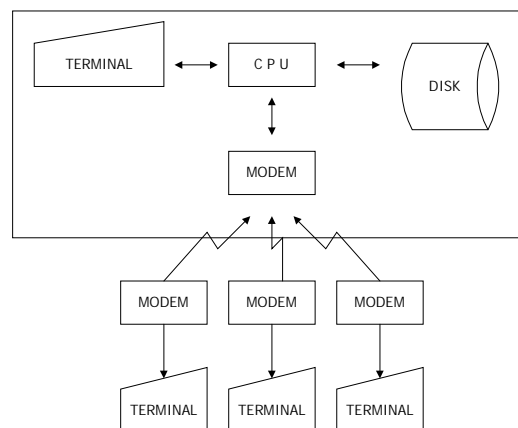 TERMINAL
C P U
DISK
MODEM
MODEM
MODEM
MODEM
TERMINAL
TERMINAL
TERMINAL